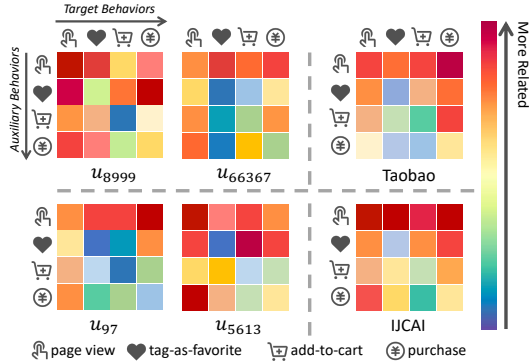 Target Behaviors
Auxiliary Behaviors
More Related
u8999
u66367
Taobao
u97
u5613
IJCAI
page view
tag-as-favorite
add-to-cart
purchase